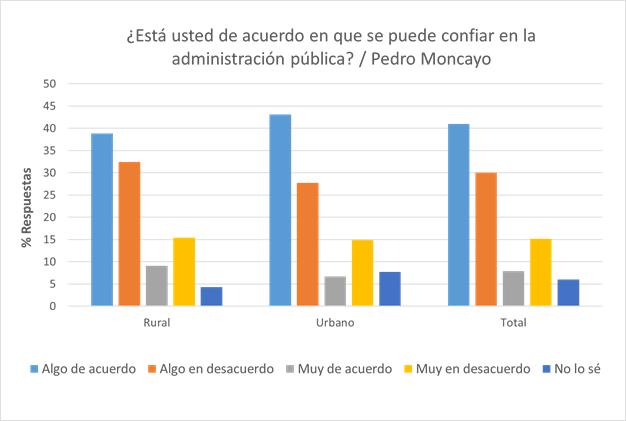 ¿Está usted de acuerdo en que se puede confiar en la
administración pública? / Pedro Moncayo
50
45
40
35
30
25
20
15
10
5
0
% Respuestas
Rural Urbano Total
Algo de acuerdo Algo en desacuerdo Muy de acuerdo Muy en desacuerdo No lo sé